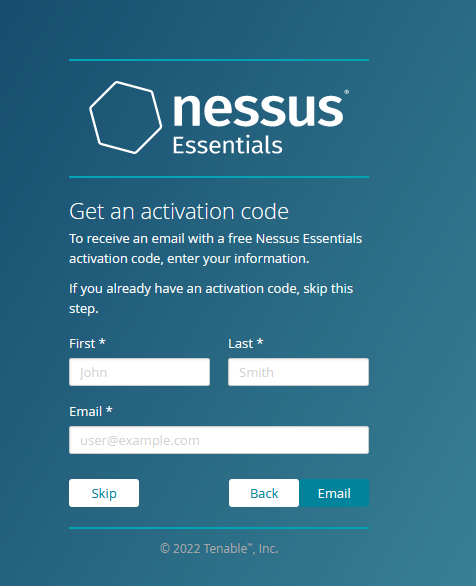 nessus®
Essentials
Get an activation code
To receive an email with a free Nessus Essentials
activation code, enter your information.
If you already have an activation code, skip this
step.
First * Last *
John Smith
Email *
user@example.com
Skip Back Email
© 2022 Tenable™, Inc.